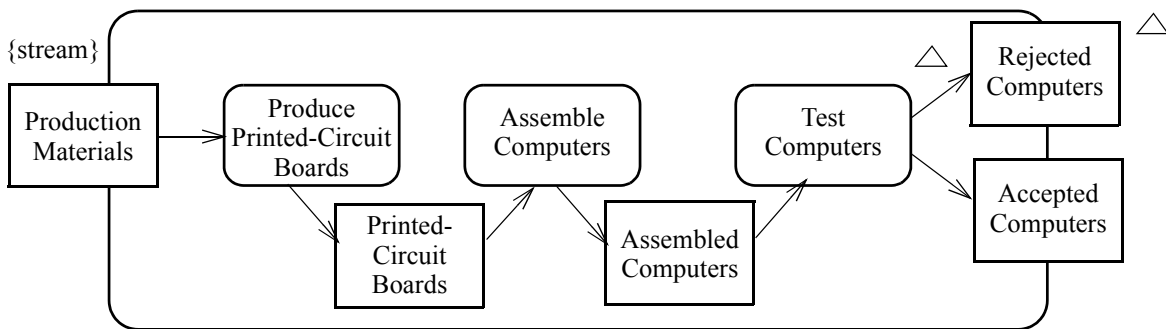 {stream}
Production
Materials
Produce
Printed-Circuit
Boards
Printed-
Circuit
Boards
Assemble
Computers
Assembled
Computers
Test
Computers
Rejected
Computers
Accepted
Computers